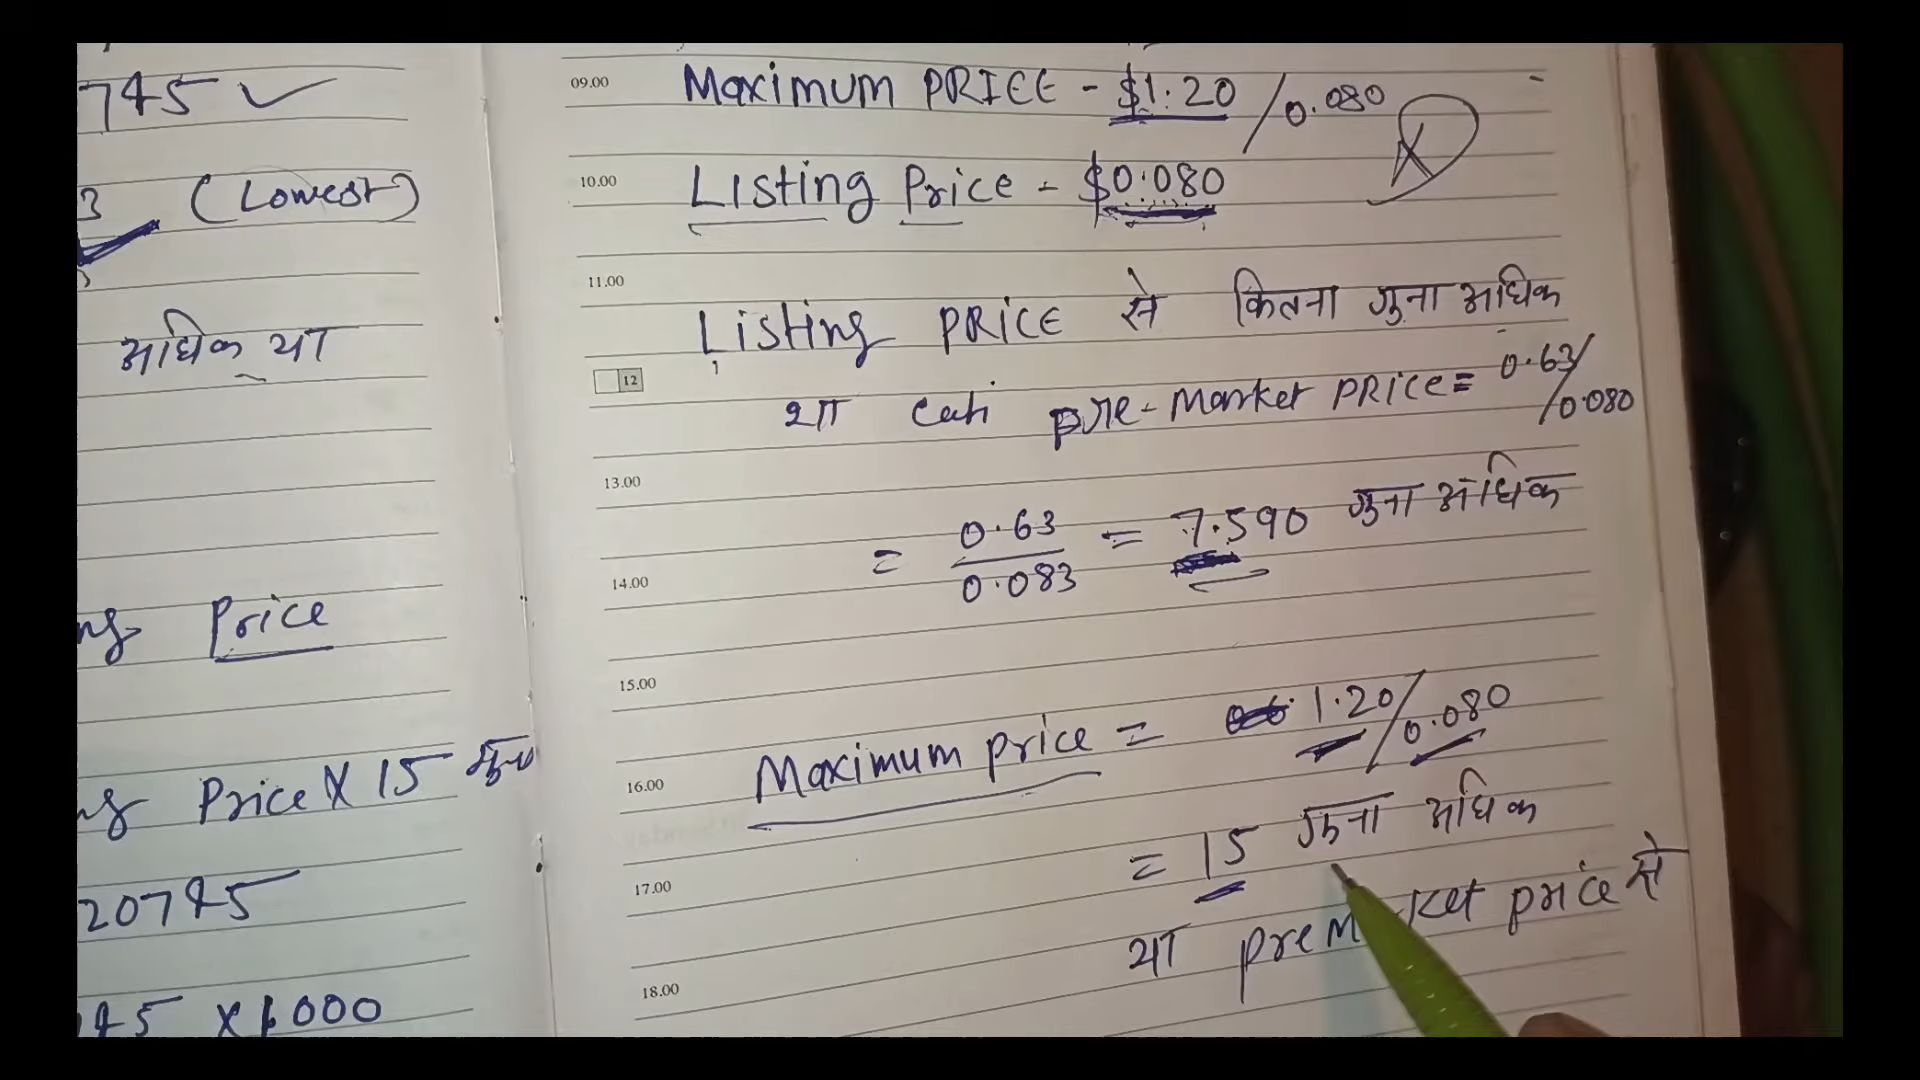 745
3 (Lowest)
अधिक या
Price
Price X 15 गुना
20745
45 X 1000
09.00
Maximum PRICE - $1.20 / 0.080
10.00
Listing Price - $0.080
11.00
Listing PRICE से कितना गुना अधिक
12
था Cati pre-Market PRICE = 0.63/0.080
13.00
= 0.63 / 0.083 = 7.590 गुना अधिक
14.00
15.00
Maximum price = 1.20/0.080
16.00
= 15 गुना अधिक
17.00
या preMarket price से
18.00